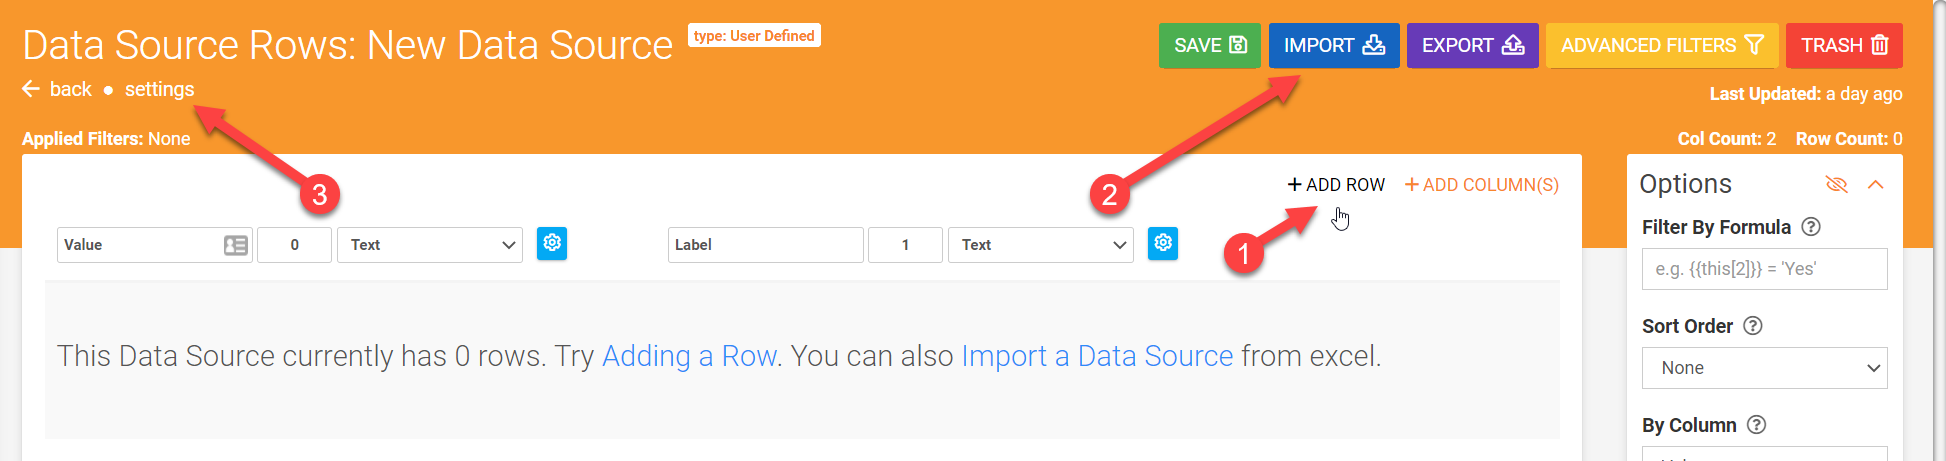 Data Source Rows: New Data Source type: User Defined
SAVE IMPORT EXPORT ADVANCED FILTERS TRASH
back • settings
Last Updated: a day ago
Applied Filters: None
Col Count: 2 Row Count: 0
3
2
+ ADD ROW + ADD COLUMN(S)
1
Value 0 Text
Label 1 Text
This Data Source currently has 0 rows. Try Adding a Row. You can also Import a Data Source from excel.
Options
Filter By Formula ?
e.g. {{this[2]}} = 'Yes'
Sort Order ?
None
By Column ?